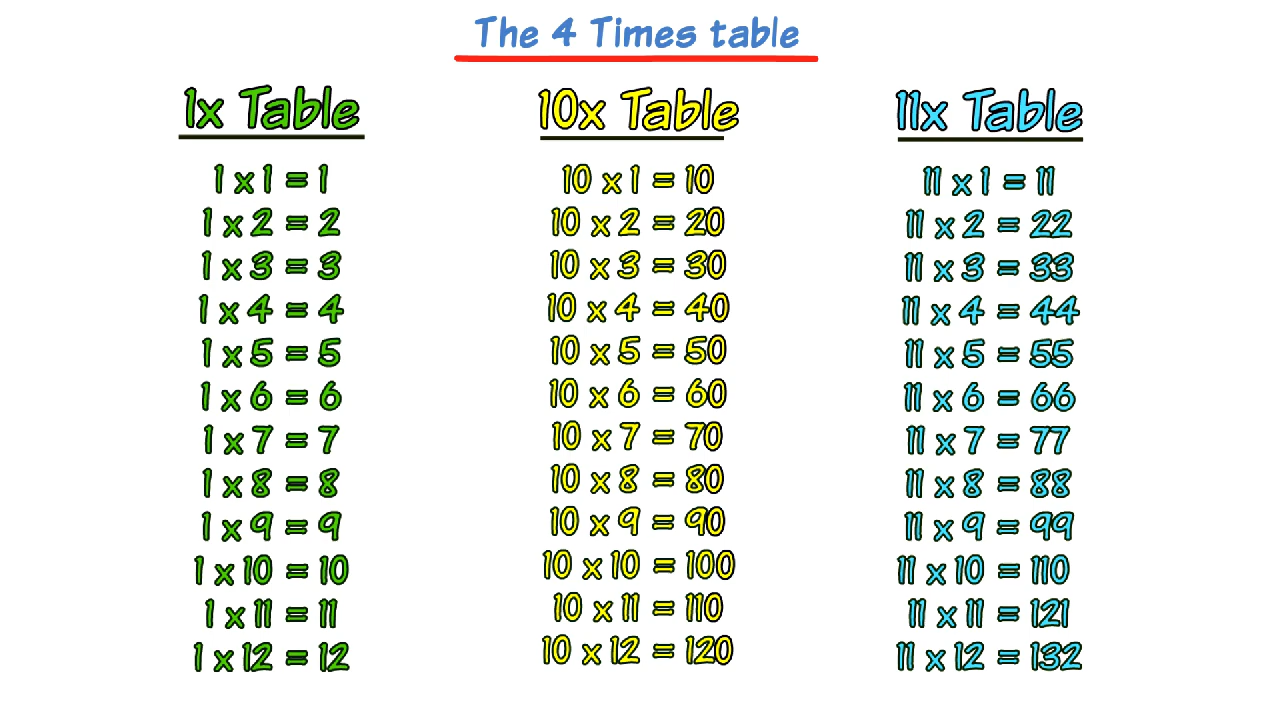 The 4 Times table
1x Table
1 x 1 = 1
1 x 2 = 2
1 x 3 = 3
1 x 4 = 4
1 x 5 = 5
1 x 6 = 6
1 x 7 = 7
1 x 8 = 8
1 x 9 = 9
1 x 10 = 10
1 x 11 = 11
1 x 12 = 12
10x Table
10 x 1 = 10
10 x 2 = 20
10 x 3 = 30
10 x 4 = 40
10 x 5 = 50
10 x 6 = 60
10 x 7 = 70
10 x 8 = 80
10 x 9 = 90
10 x 10 = 100
10 x 11 = 110
10 x 12 = 120
11x Table
11 x 1 = 11
11 x 2 = 22
11 x 3 = 33
11 x 4 = 44
11 x 5 = 55
11 x 6 = 66
11 x 7 = 77
11 x 8 = 88
11 x 9 = 99
11 x 10 = 110
11 x 11 = 121
11 x 12 = 132